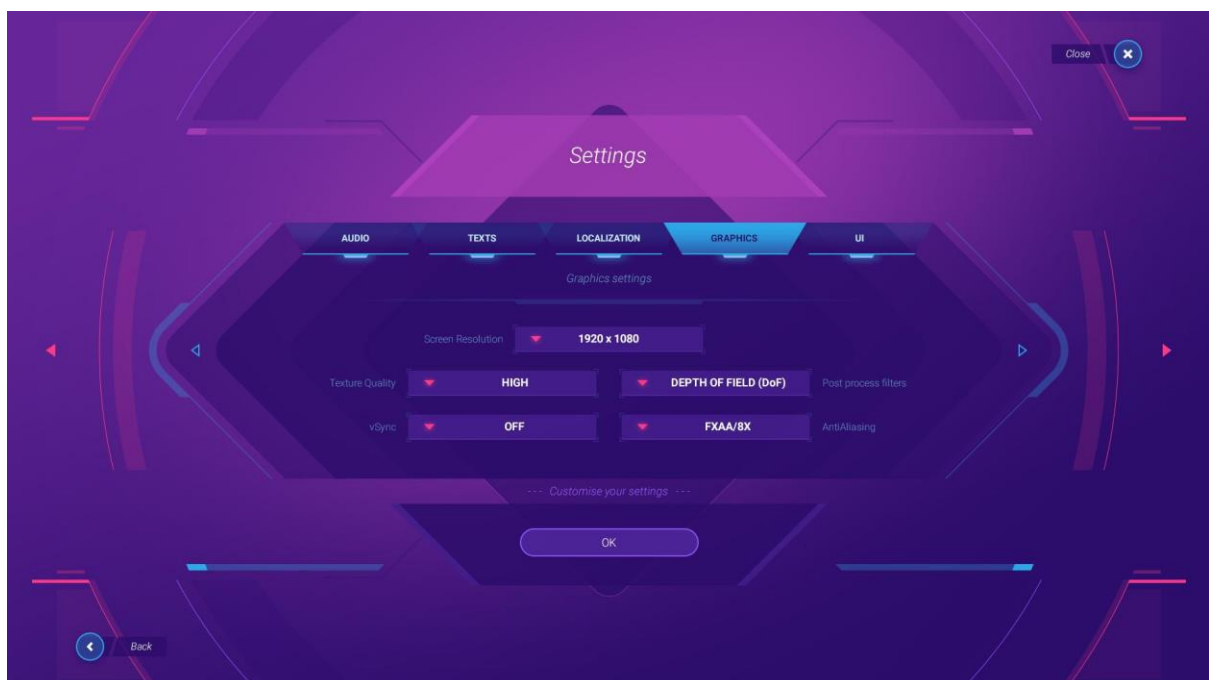 Close
Settings
AUDIO TEXTS LOCALIZATION GRAPHICS UI
Graphics settings
Screen Resolution 1920 x 1080
Texture Quality HIGH DEPTH OF FIELD (DoF) Post process filters
vSync OFF FXAA/8X AntiAliasing
--- Customise your settings ---
OK
Back